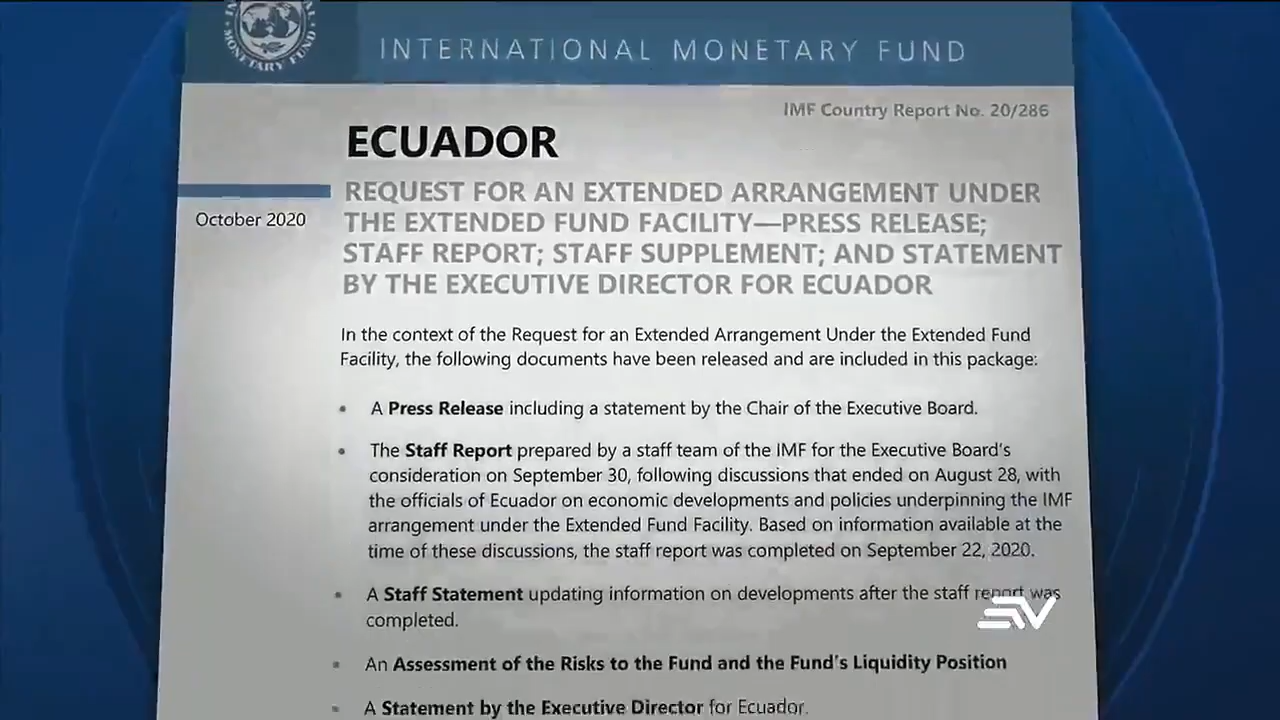 MONETARY FUND
INTERNATIONAL MONETARY FUND
IMF Country Report No. 20/286
ECUADOR
October 2020
REQUEST FOR AN EXTENDED ARRANGEMENT UNDER
THE EXTENDED FUND FACILITY—PRESS RELEASE;
STAFF REPORT; STAFF SUPPLEMENT; AND STATEMENT
BY THE EXECUTIVE DIRECTOR FOR ECUADOR
In the context of the Request for an Extended Arrangement Under the Extended Fund
Facility, the following documents have been released and are included in this package:
• A Press Release including a statement by the Chair of the Executive Board.
• The Staff Report prepared by a staff team of the IMF for the Executive Board's
consideration on September 30, following discussions that ended on August 28, with
the officials of Ecuador on economic developments and policies underpinning the IMF
arrangement under the Extended Fund Facility. Based on information available at the
time of these discussions, the staff report was completed on September 22, 2020.
• A Staff Statement updating information on developments after the staff report was
completed.
• An Assessment of the Risks to the Fund and the Fund's Liquidity Position
• A Statement by the Executive Director for Ecuador.